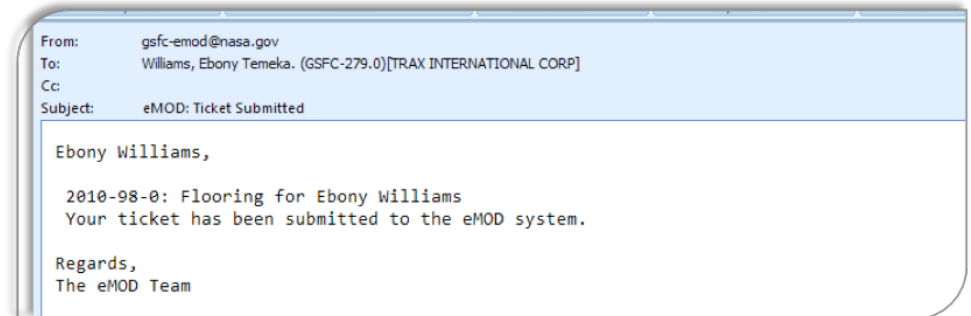 From: gsfc-emod@nasa.gov
To: Williams, Ebony Temeka. (GSFC-279.0)[TRAX INTERNATIONAL CORP]
Cc:
Subject: eMOD: Ticket Submitted
Ebony Williams,
2010-98-0: Flooring for Ebony Williams
Your ticket has been submitted to the eMOD system.
Regards,
The eMOD Team